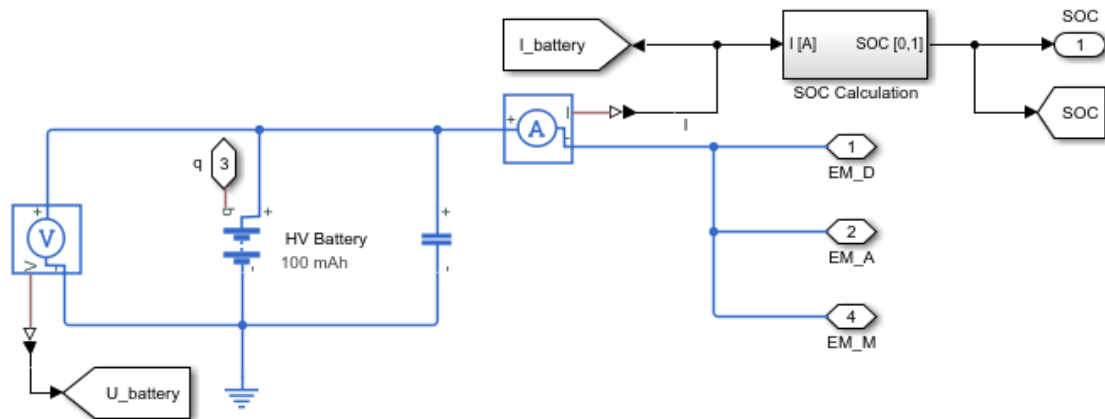 SOC
I_battery
I [A]
SOC [0,1]
1
SOC Calculation
SOC
+
I
A
-
I
+
+
q
3
1
EM_D
q
+
+
V
HV Battery
100 mAh
2
EM_A
V
-
-
-
4
EM_M
U_battery